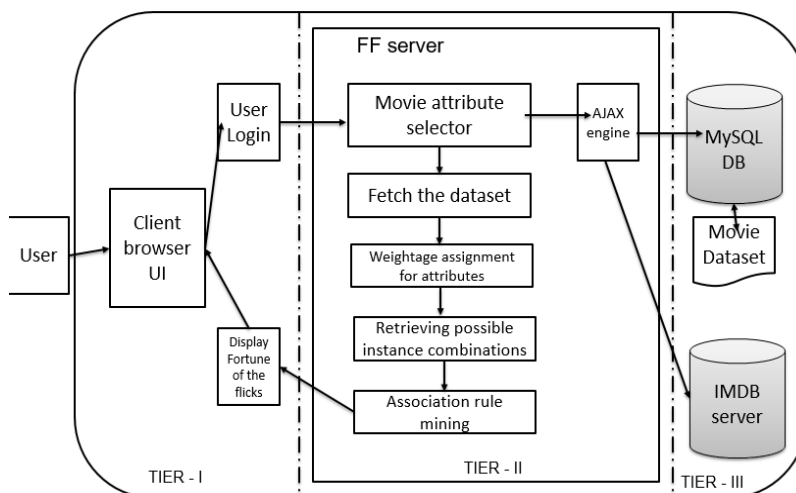 FF server
User
Login
Movie attribute
selector
AJAX
engine
MySQL
DB
Fetch the dataset
User
Client
browser
UI
Movie
Dataset
Weightage assignment
for attributes
Retrieving possible
instance combinations
Display
Fortune
of the
flicks
Association rule
mining
IMDB
server
TIER - I
TIER - II
TIER - III